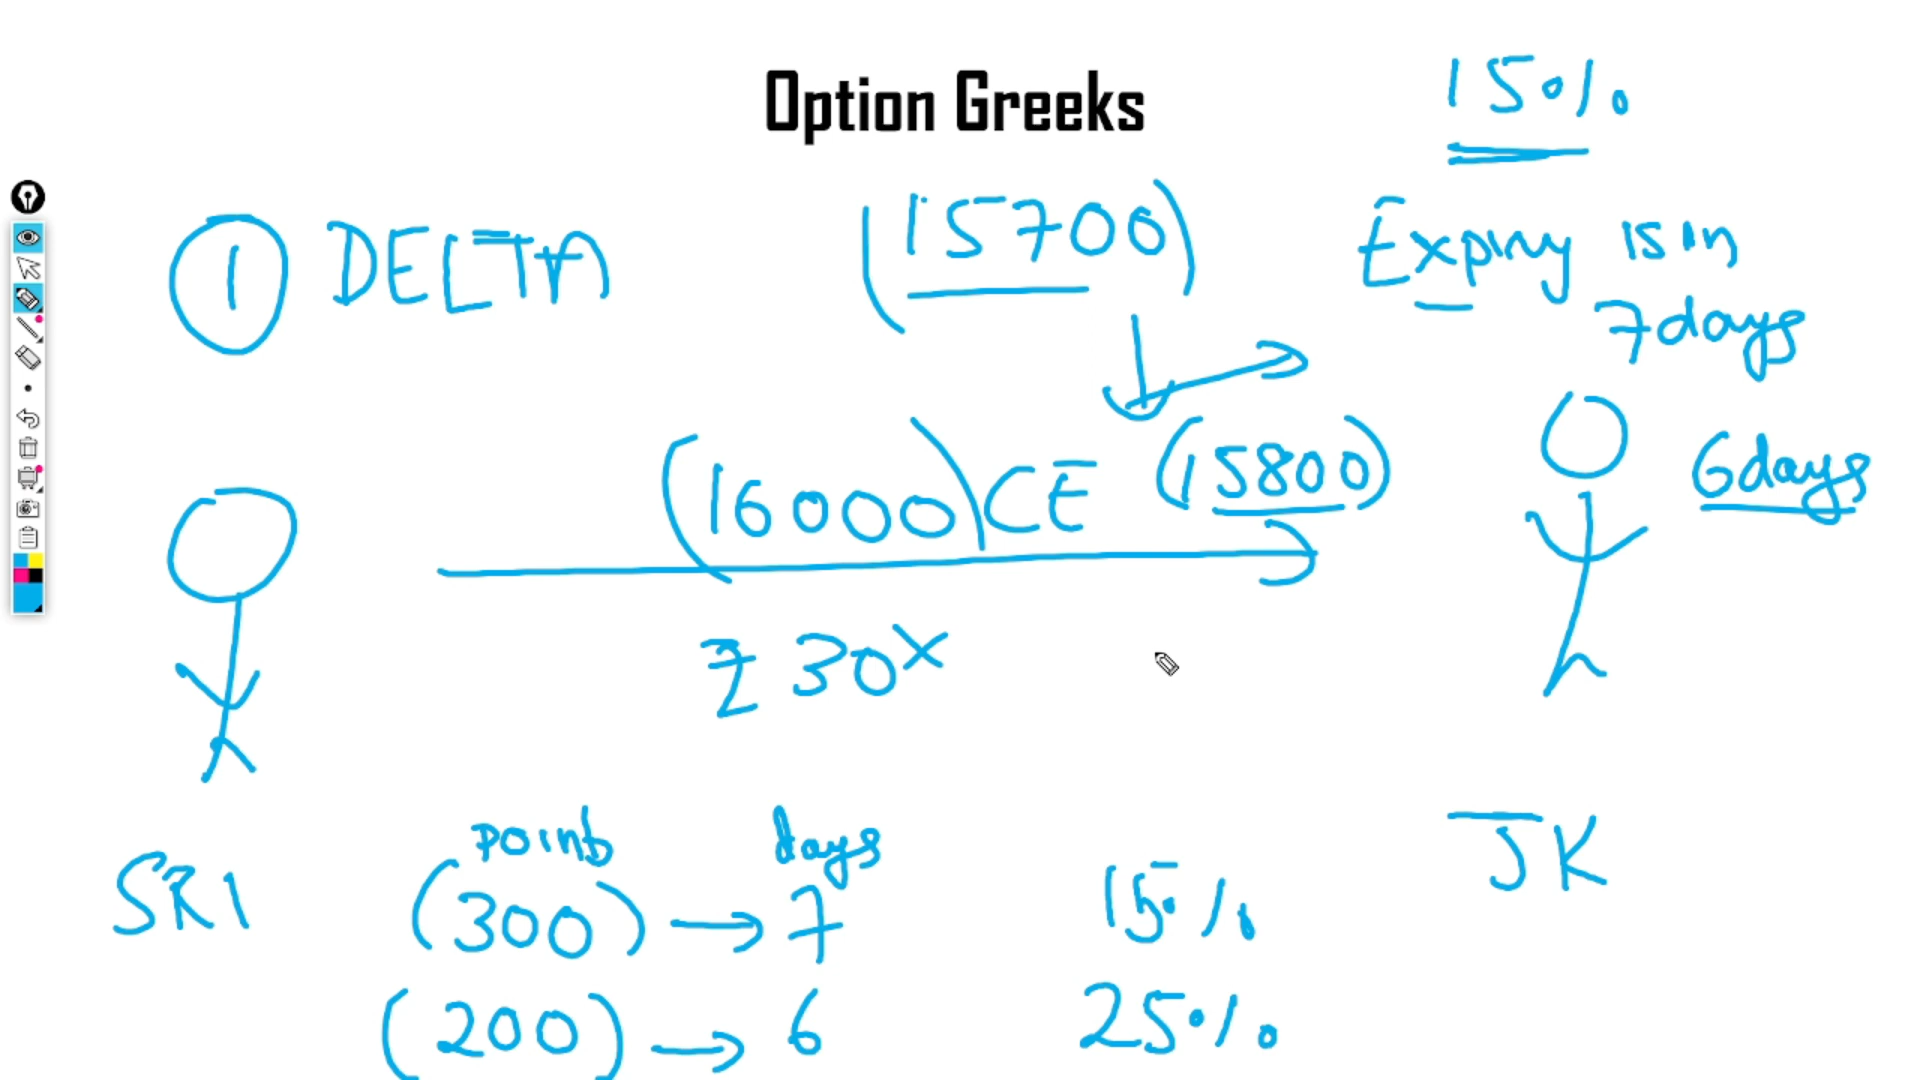 Option Greeks
15%
1 DELTA
(15700)
Expiry is in
7 days
(16000) CE
(15800)
6 days
₹ 30
SRI
JK
points days
(300) → 7 15%
(200) → 6 25%